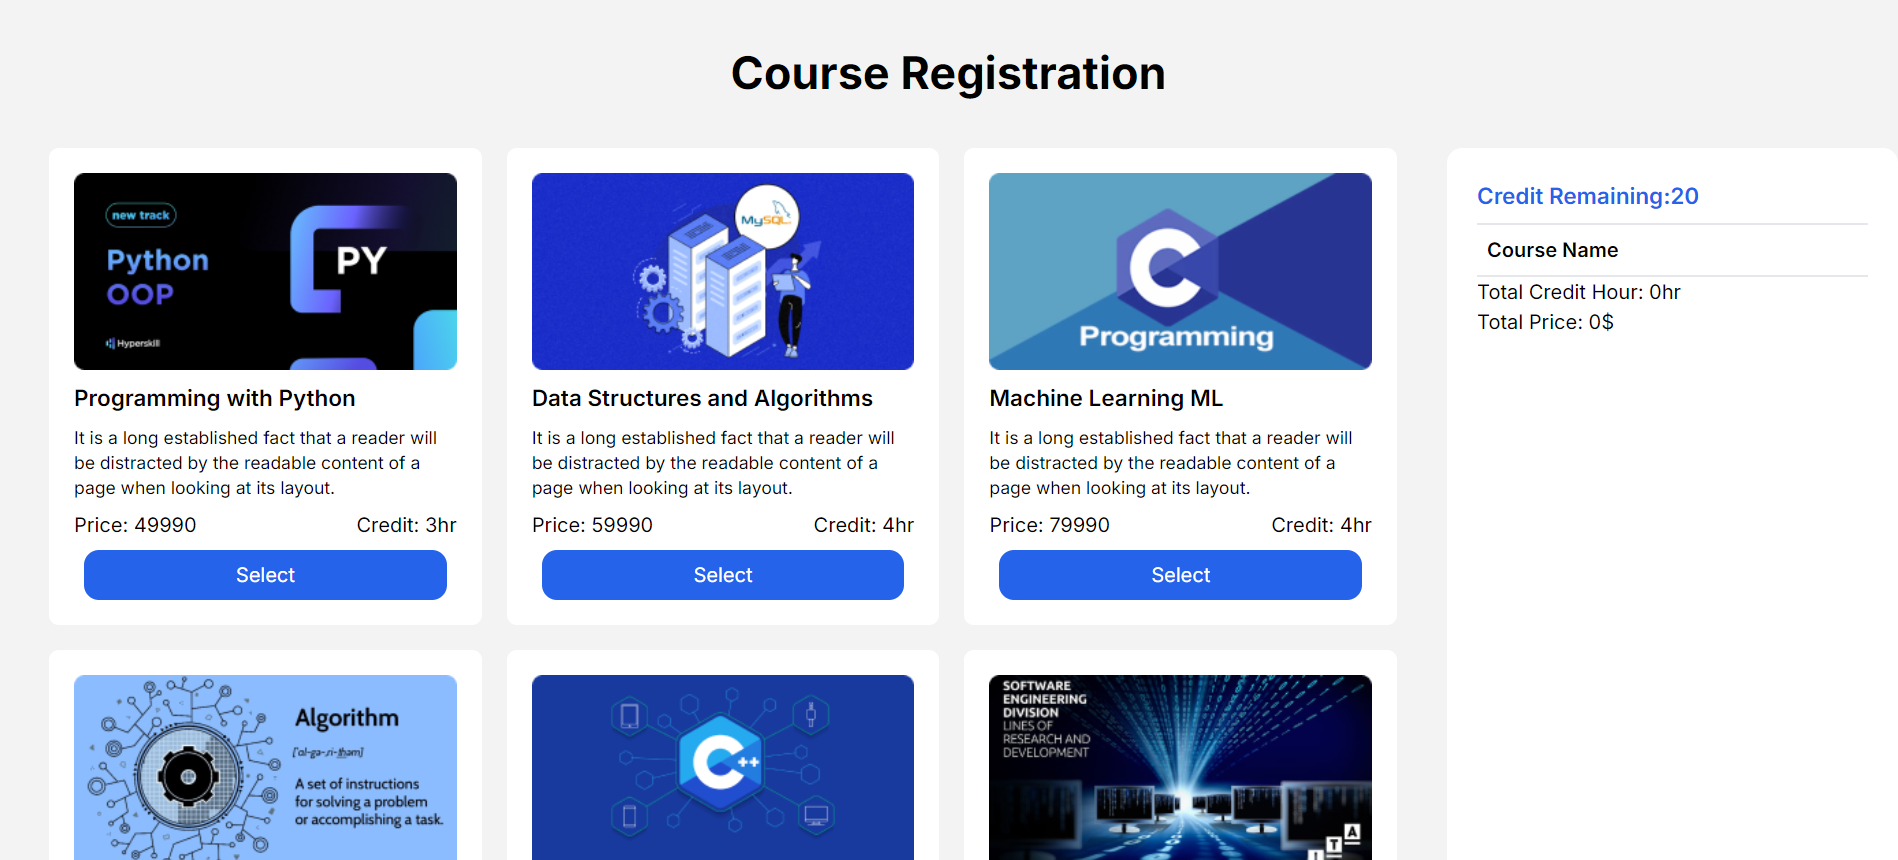 Course Registration
new track
Python
OOP
PY
Hyperskill
Programming with Python
It is a long established fact that a reader will
be distracted by the readable content of a
page when looking at its layout.
Price: 49990
Credit: 3hr
Select
MySQL
Data Structures and Algorithms
It is a long established fact that a reader will
be distracted by the readable content of a
page when looking at its layout.
Price: 59990
Credit: 4hr
Select
C
Programming
Machine Learning ML
It is a long established fact that a reader will
be distracted by the readable content of a
page when looking at its layout.
Price: 79990
Credit: 4hr
Select
Credit Remaining:20
Course Name
Total Credit Hour: 0hr
Total Price: 0$
Algorithm
A set of instructions
for solving a problem
or accomplishing a task.
C++
SOFTWARE
ENGINEERING
DIVISION
LINES OF
RESEARCH AND
DEVELOPMENT
I T A